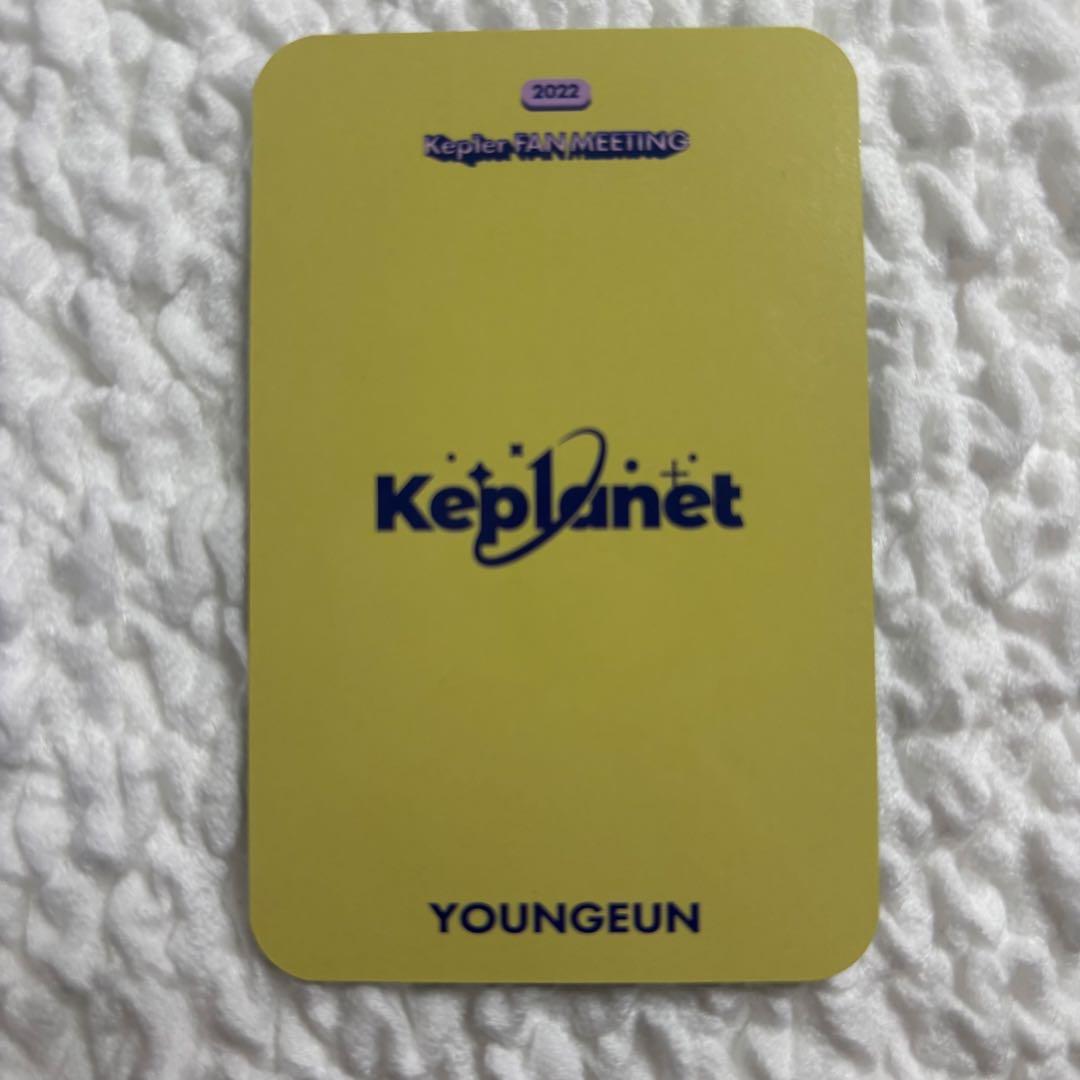 2022
Kep1er FAN MEETING
Keplanet
YOUNGEUN